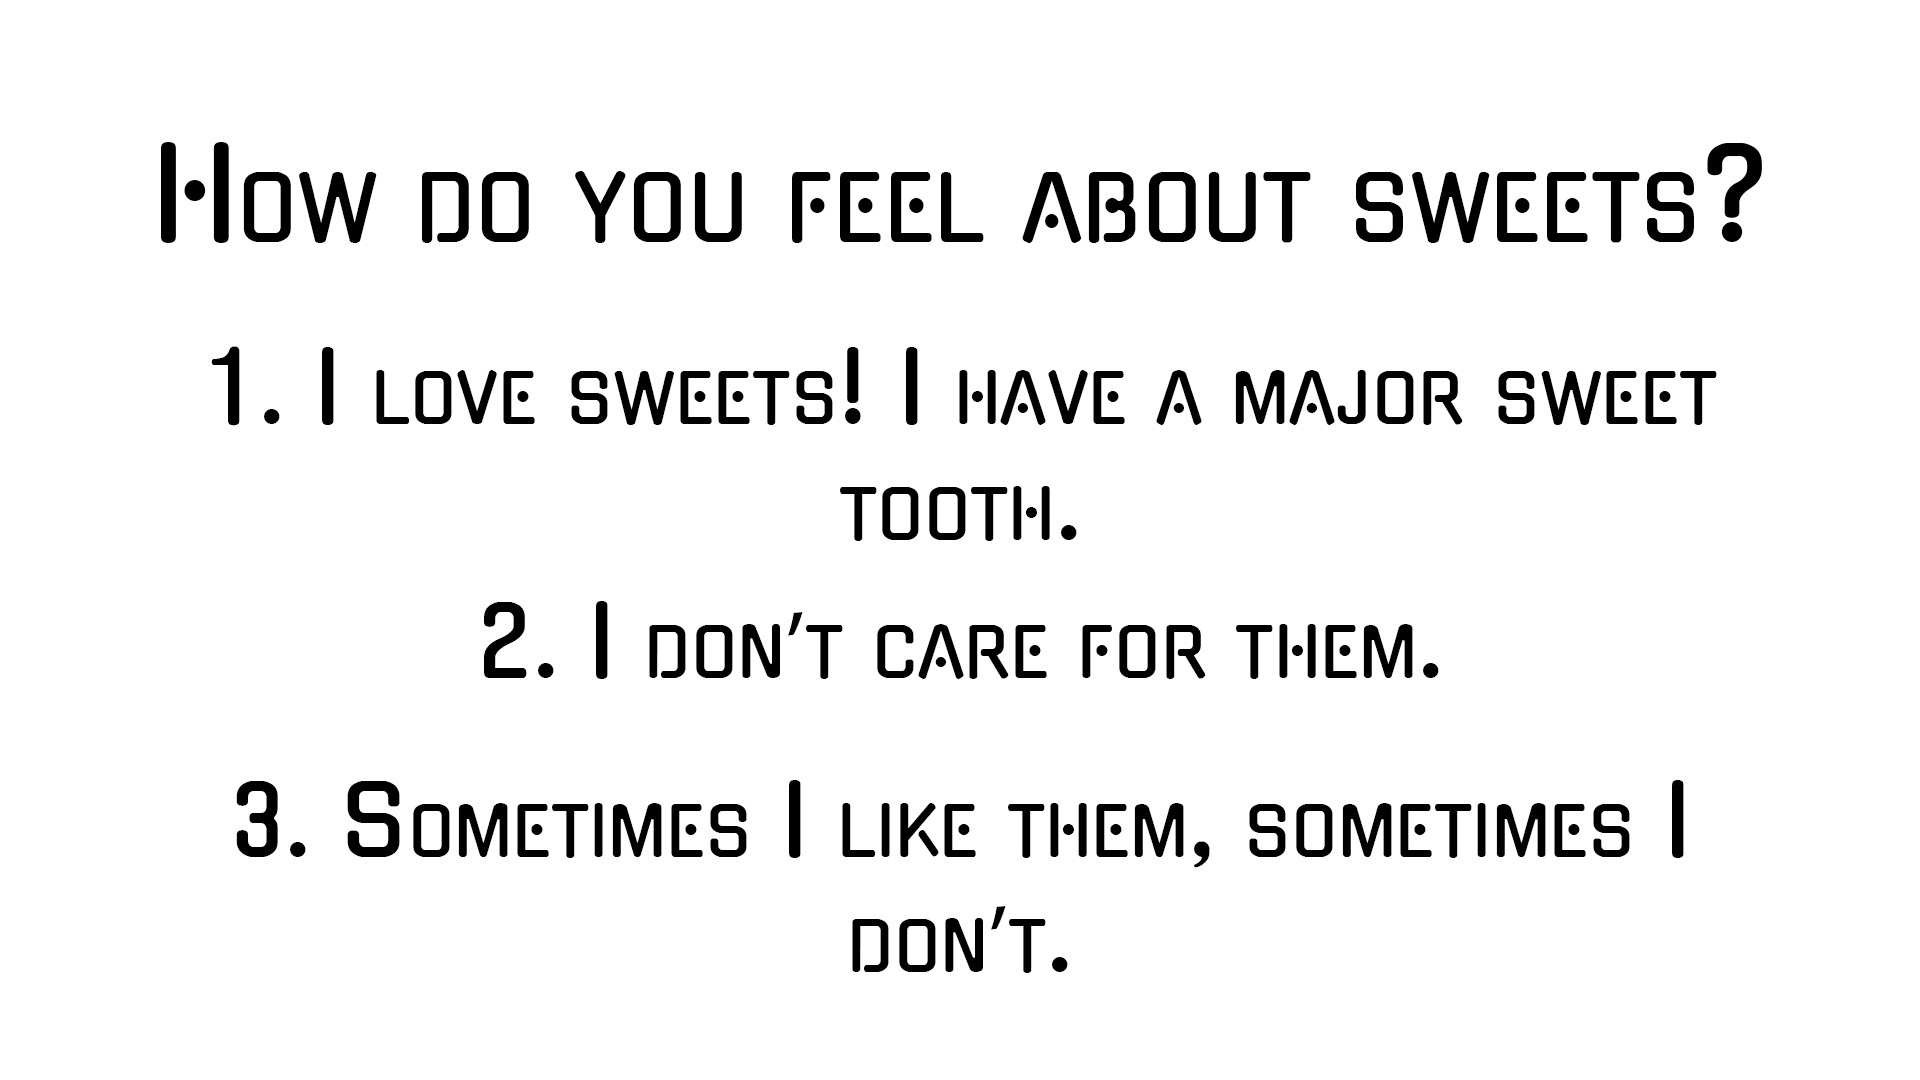 How do you feel about sweets?
1. I love sweets! I have a major sweet
tooth.
2. I don't care for them.
3. Sometimes I like them, sometimes I
don't.